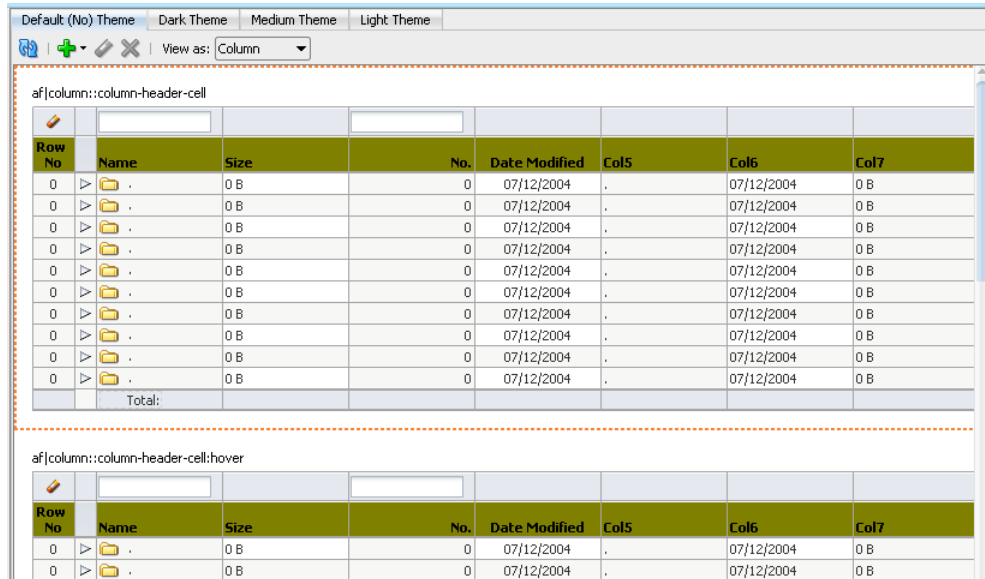 Default (No) Theme Dark Theme Medium Theme Light Theme
View as: Column
af|column::column-header-cell
Row No Name Size No. Date Modified Col5 Col6 Col7
0 . 0 B 0 07/12/2004 . 07/12/2004 0 B
0 . 0 B 0 07/12/2004 . 07/12/2004 0 B
0 . 0 B 0 07/12/2004 . 07/12/2004 0 B
0 . 0 B 0 07/12/2004 . 07/12/2004 0 B
0 . 0 B 0 07/12/2004 . 07/12/2004 0 B
0 . 0 B 0 07/12/2004 . 07/12/2004 0 B
0 . 0 B 0 07/12/2004 . 07/12/2004 0 B
0 . 0 B 0 07/12/2004 . 07/12/2004 0 B
0 . 0 B 0 07/12/2004 . 07/12/2004 0 B
0 . 0 B 0 07/12/2004 . 07/12/2004 0 B
Total:
af|column::column-header-cell:hover
Row No Name Size No. Date Modified Col5 Col6 Col7
0 . 0 B 0 07/12/2004 . 07/12/2004 0 B
0 . 0 B 0 07/12/2004 . 07/12/2004 0 B